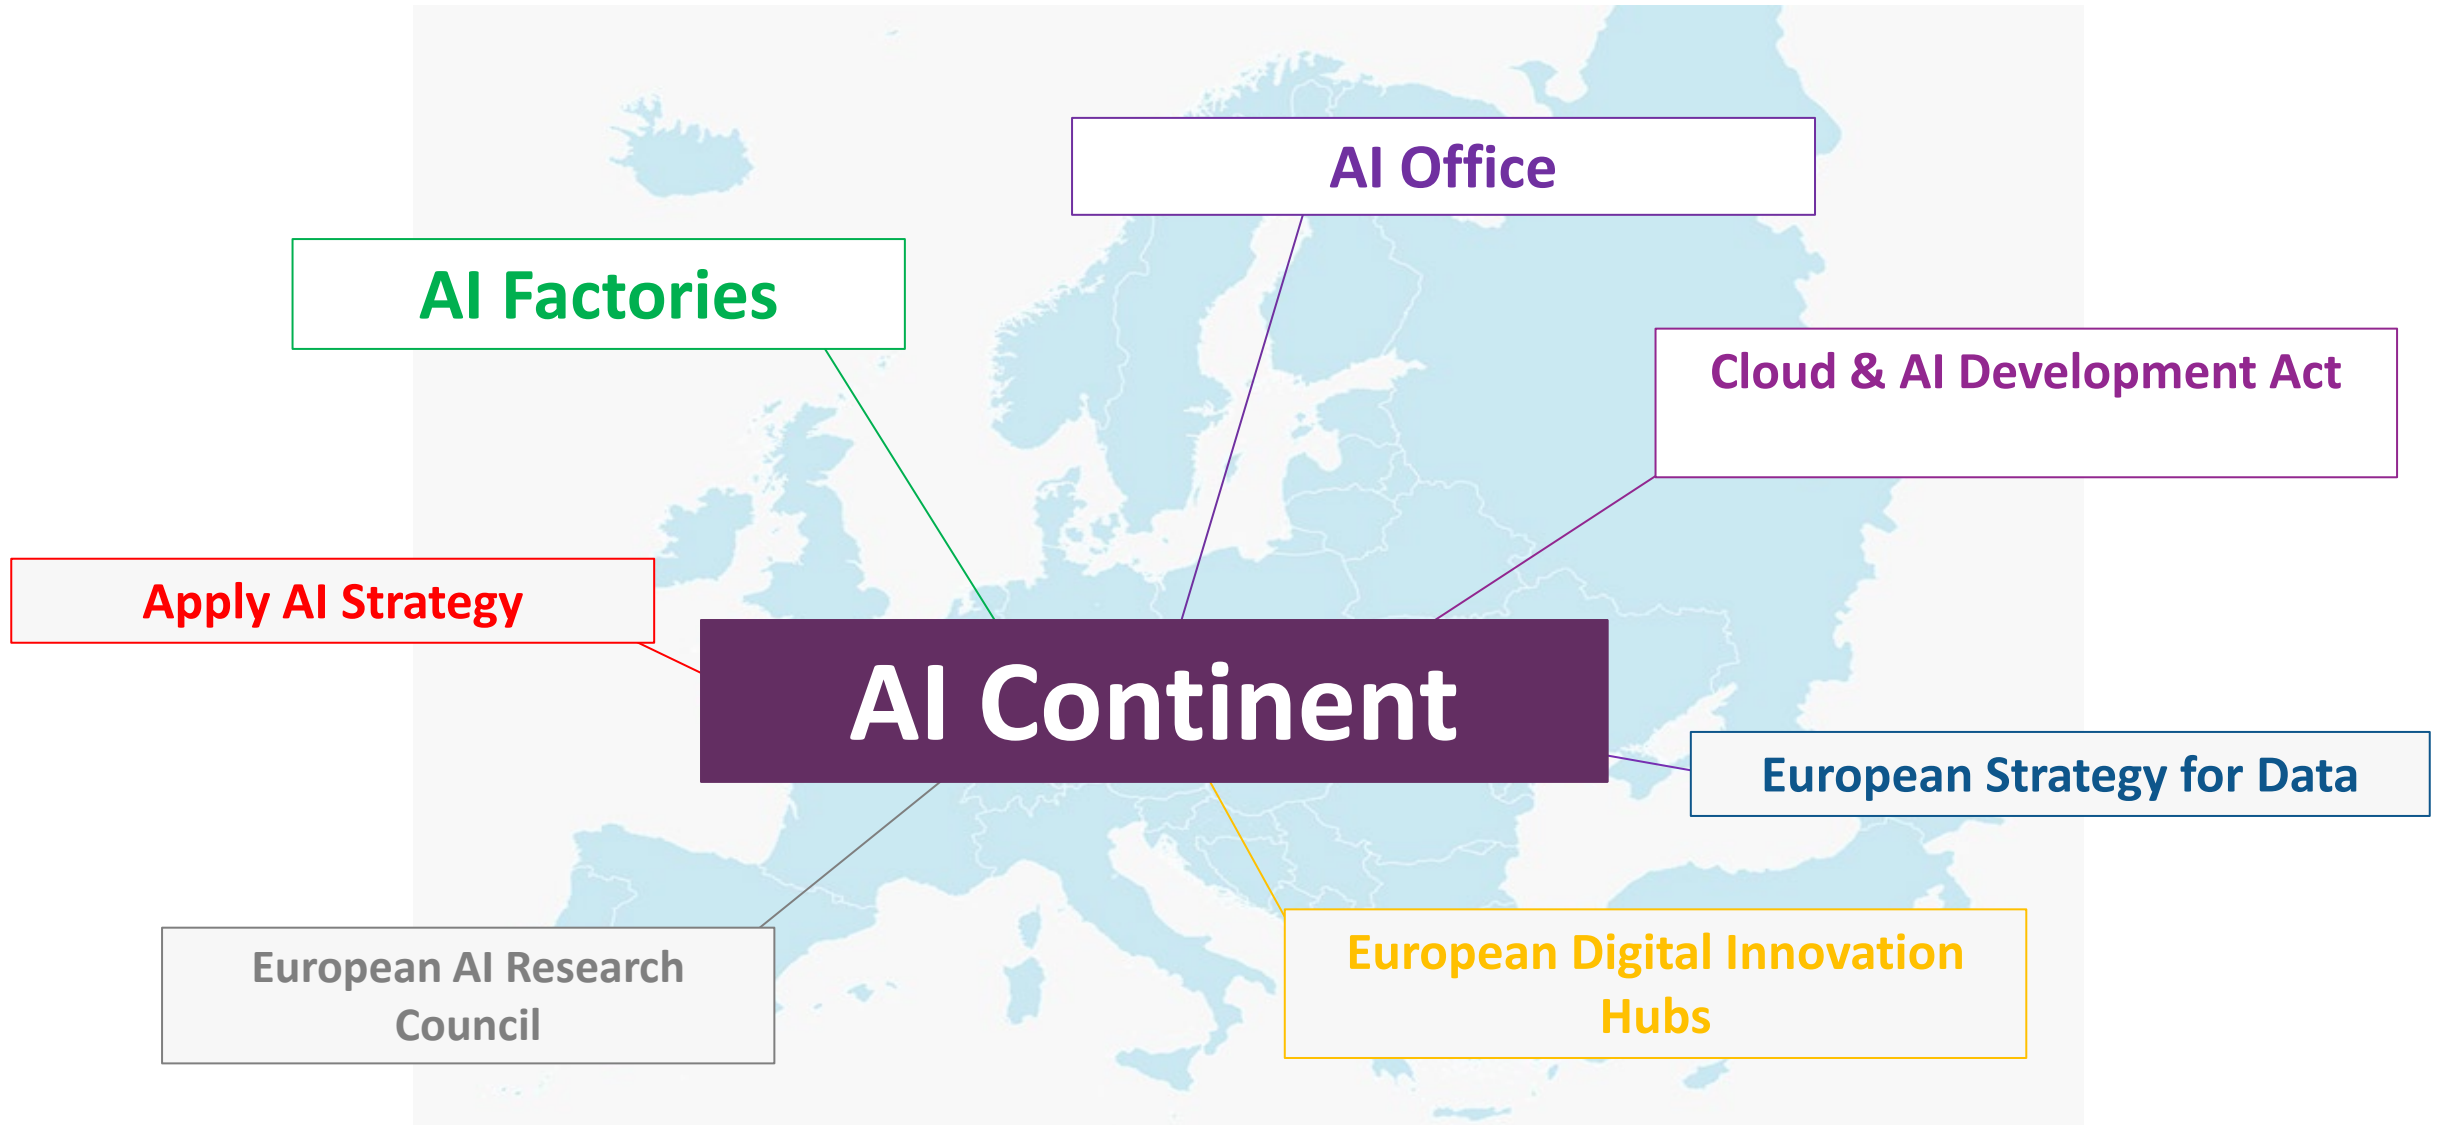 AI Office
AI Factories
Cloud & AI Development Act
Apply AI Strategy
AI Continent
European Strategy for Data
European AI Research
Council
European Digital Innovation
Hubs